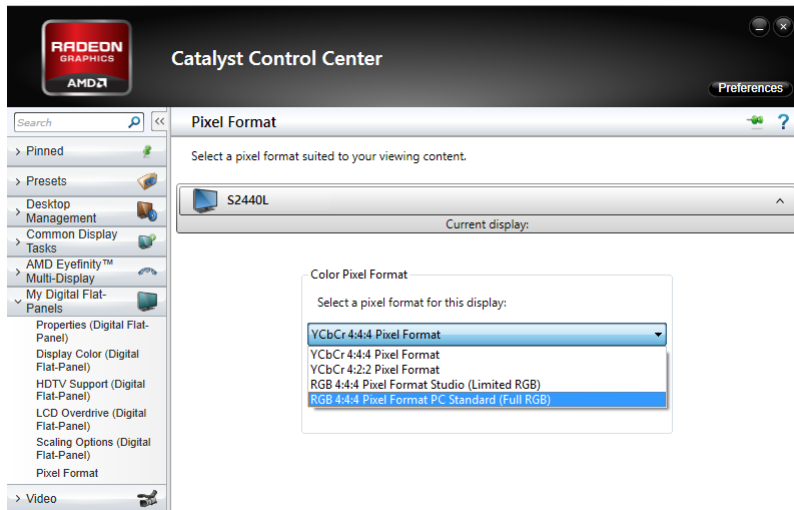 RADEON
GRAPHICS
AMD
Catalyst Control Center
Preferences
Search
<<
Pinned
Presets
Desktop
Management
Common Display
Tasks
AMD Eyefinity™
Multi-Display
My Digital Flat-
Panels
Properties (Digital Flat-
Panel)
Display Color (Digital
Flat-Panel)
HDTV Support (Digital
Flat-Panel)
LCD Overdrive (Digital
Flat-Panel)
Scaling Options (Digital
Flat-Panel)
Pixel Format
Video
Pixel Format
?
Select a pixel format suited to your viewing content.
S2440L
Current display:
Color Pixel Format
Select a pixel format for this display:
YCbCr 4:4:4 Pixel Format
YCbCr 4:4:4 Pixel Format
YCbCr 4:2:2 Pixel Format
RGB 4:4:4 Pixel Format Studio (Limited RGB)
RGB 4:4:4 Pixel Format PC Standard (Full RGB)